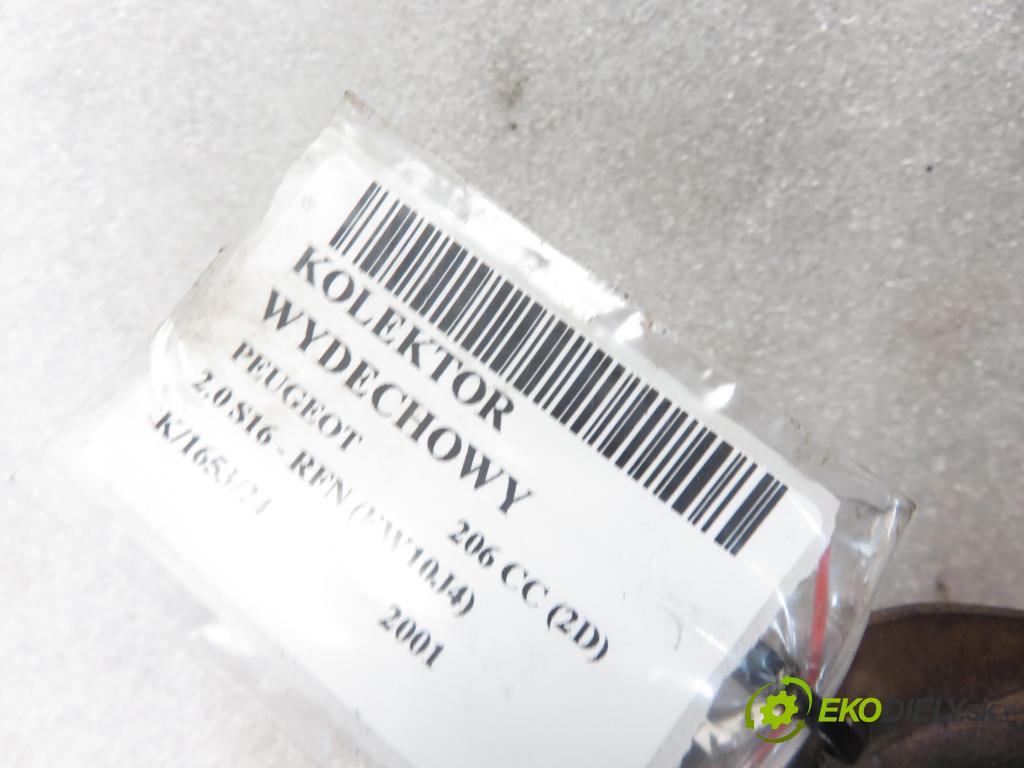 KOLEKTOR
WYDECHOWY
PEUGEOT 206 CC (2D)
2.0 S16 - RFN (EW10J4)
K/1653/24 2001
EKODIELY.SK